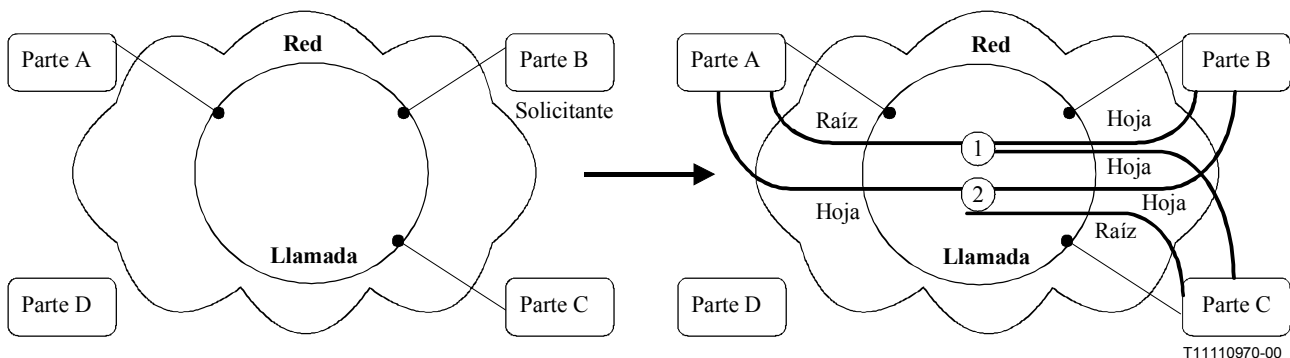 Red
Parte A
Parte B
Solicitante
Llamada
Parte D
Parte C
Red
Parte A
Parte B
Raíz
Hoja
1
Hoja
2
Hoja
Hoja
Raíz
Llamada
Parte D
Parte C
T11110970-00